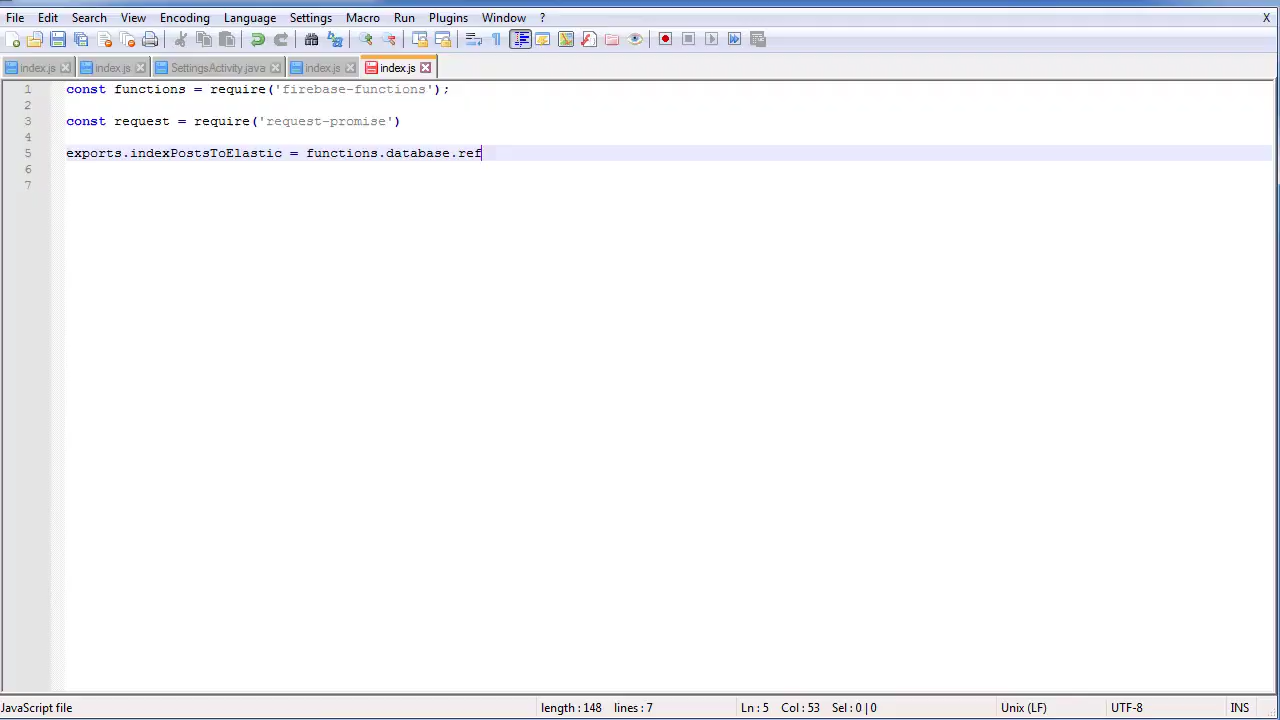 File Edit Search View Encoding Language Settings Macro Run Plugins Window ? X
index.js index.js SettingsActivity.java index.js index.js
1 const functions = require('firebase-functions');
2
3 const request = require('request-promise')
4
5 exports.indexPostsToElastic = functions.database.ref
6
7
JavaScript file length : 148 lines : 7 Ln : 5 Col : 53 Sel : 0 | 0 Unix (LF) UTF-8 INS